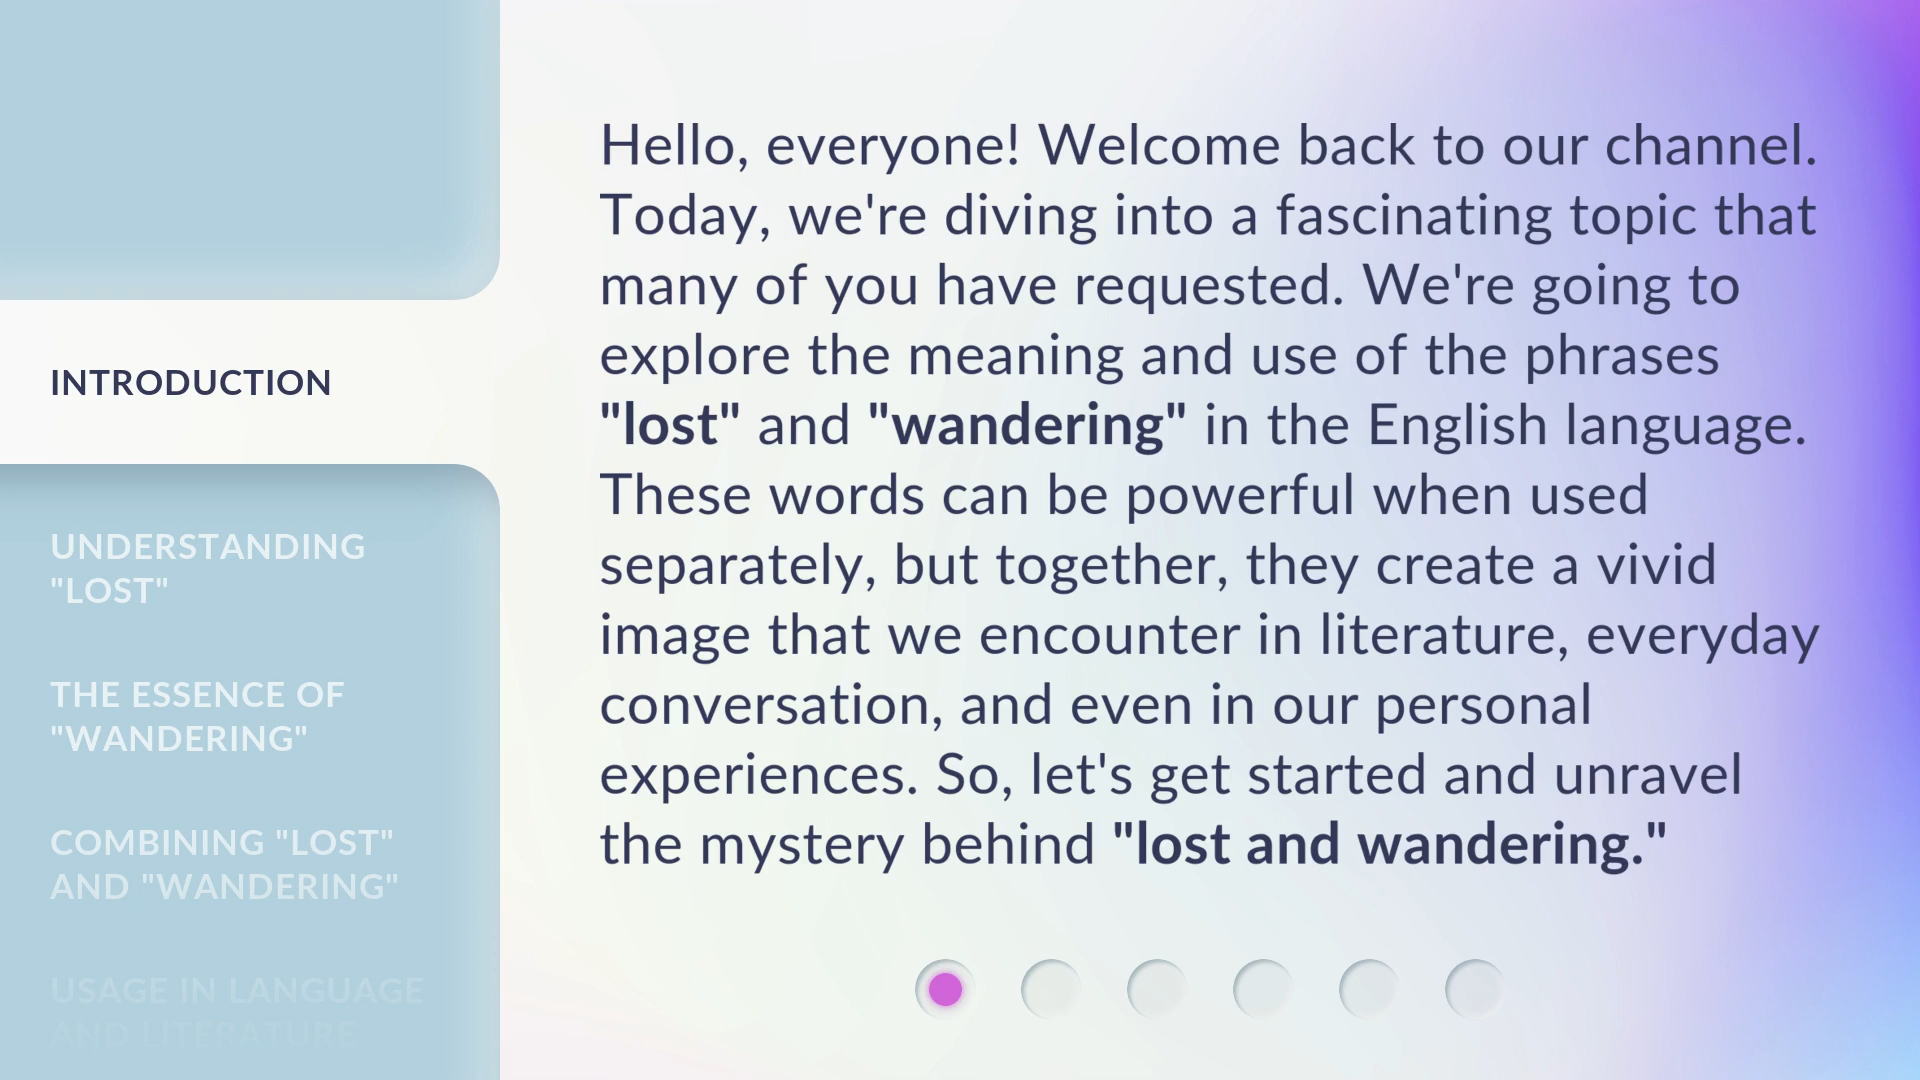 INTRODUCTION
UNDERSTANDING
"LOST"
THE ESSENCE OF
"WANDERING"
COMBINING "LOST"
AND "WANDERING"
USAGE IN LANGUAGE
AND LITERATURE
Hello, everyone! Welcome back to our channel.
Today, we're diving into a fascinating topic that
many of you have requested. We're going to
explore the meaning and use of the phrases
"lost" and "wandering" in the English language.
These words can be powerful when used
separately, but together, they create a vivid
image that we encounter in literature, everyday
conversation, and even in our personal
experiences. So, let's get started and unravel
the mystery behind "lost and wandering."